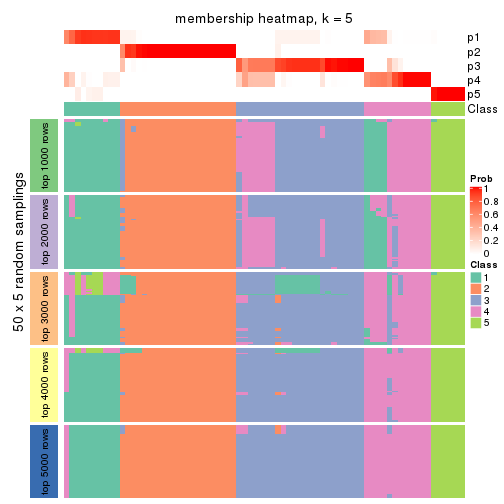 membership heatmap, k = 5
p1
p2
p3
p4
p5
Class
50 x 5 random samplings
top 1000 rows
top 2000 rows
top 3000 rows
top 4000 rows
top 5000 rows
Prob
1
0.8
0.6
0.4
0.2
0
Class
1
2
3
4
5